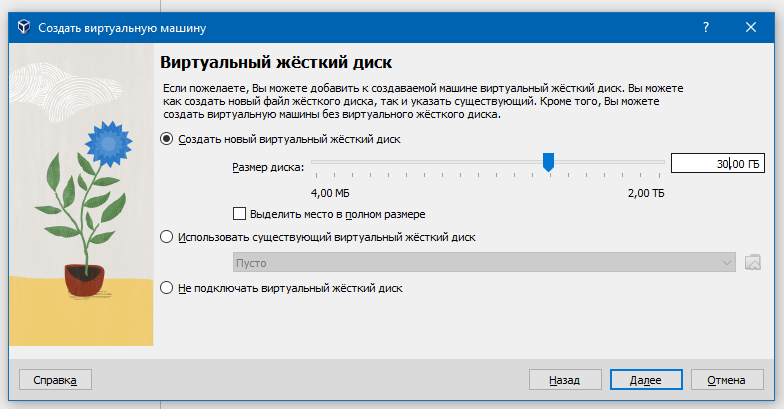 Создать виртуальную машину
?
Виртуальный жёсткий диск
Если пожелаете, Вы можете добавить к создаваемой машине виртуальный жёсткий диск. Вы можете
как создать новый файл жёсткого диска, так и указать существующий. Кроме того, Вы можете
создать виртуальную машины без виртуального жёсткого диска.
Создать новый виртуальный жёсткий диск
Размер диска:
30,00 ГБ
4,00 МБ
2,00 ТБ
Выделить место в полном размере
Использовать существующий виртуальный жёсткий диск
Пусто
Не подключать виртуальный жёсткий диск
Справка
Назад
Далее
Отмена